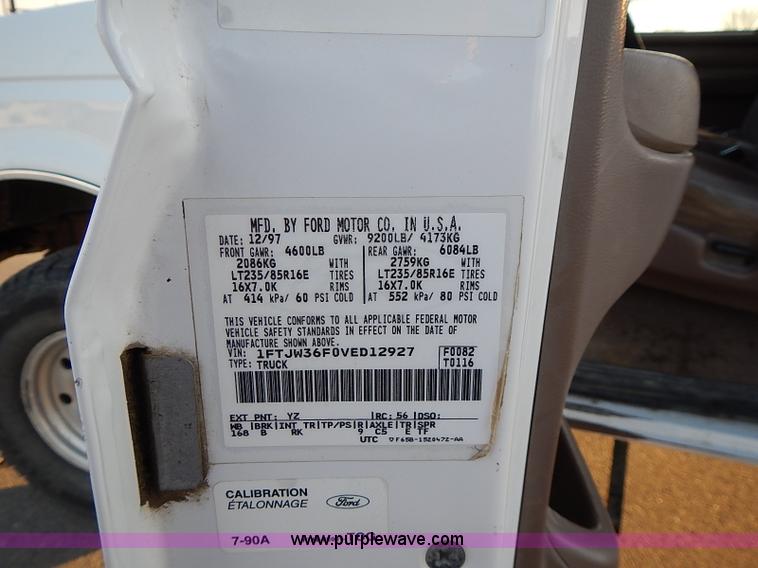 MFD. BY FORD MOTOR CO. IN U.S.A.
DATE: 12/97 GVWR: 9200LB/ 4173KG
FRONT GAWR: 4600LB REAR GAWR: 6084LB
2086KG WITH 2759KG WITH
LT235/85R16E TIRES LT235/85R16E TIRES
16X7.0K RIMS 16X7.0K RIMS
AT 414 kPa/ 60 PSI COLD AT 552 kPa/ 80 PSI COLD
THIS VEHICLE CONFORMS TO ALL APPLICABLE FEDERAL MOTOR
VEHICLE SAFETY STANDARDS IN EFFECT ON THE DATE OF
MANUFACTURE SHOWN ABOVE.
VIN: 1FTJW36F0VED12927 F0082
TYPE: TRUCK T0116
EXT PNT: YZ RC: 56 DSO:
WB BRK INT TR TP/PS R AXLE TR SPR
168 B RK 9 C5 E TF
UTC F65B-1520472-AA
CALIBRATION
ÉTALONNAGE
Ford
7-90A
www.purplewave.com